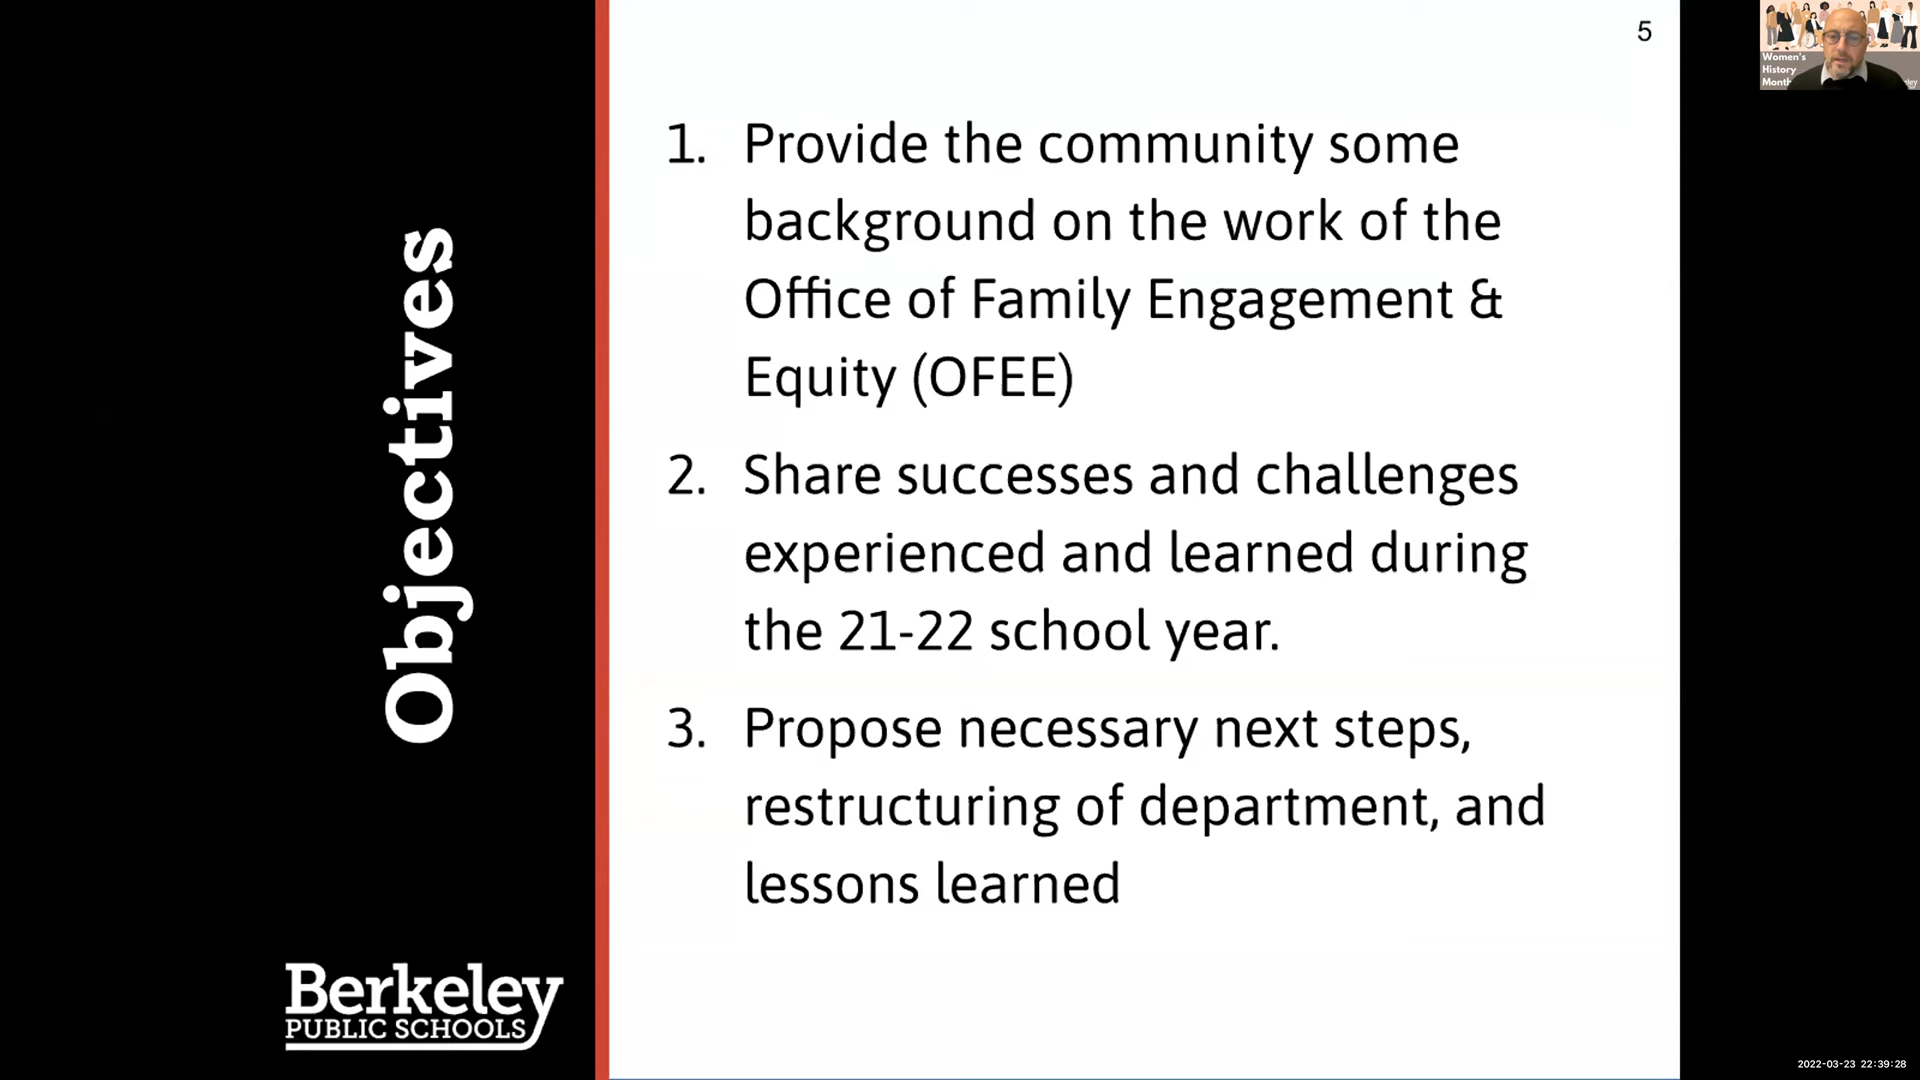 5
Women's
History
Month
ley
Objectives
1. Provide the community some
background on the work of the
Office of Family Engagement &
Equity (OFEE)
2. Share successes and challenges
experienced and learned during
the 21-22 school year.
3. Propose necessary next steps,
restructuring of department, and
lessons learned
Berkeley
PUBLIC SCHOOLS
2022-03-23 22:39:28